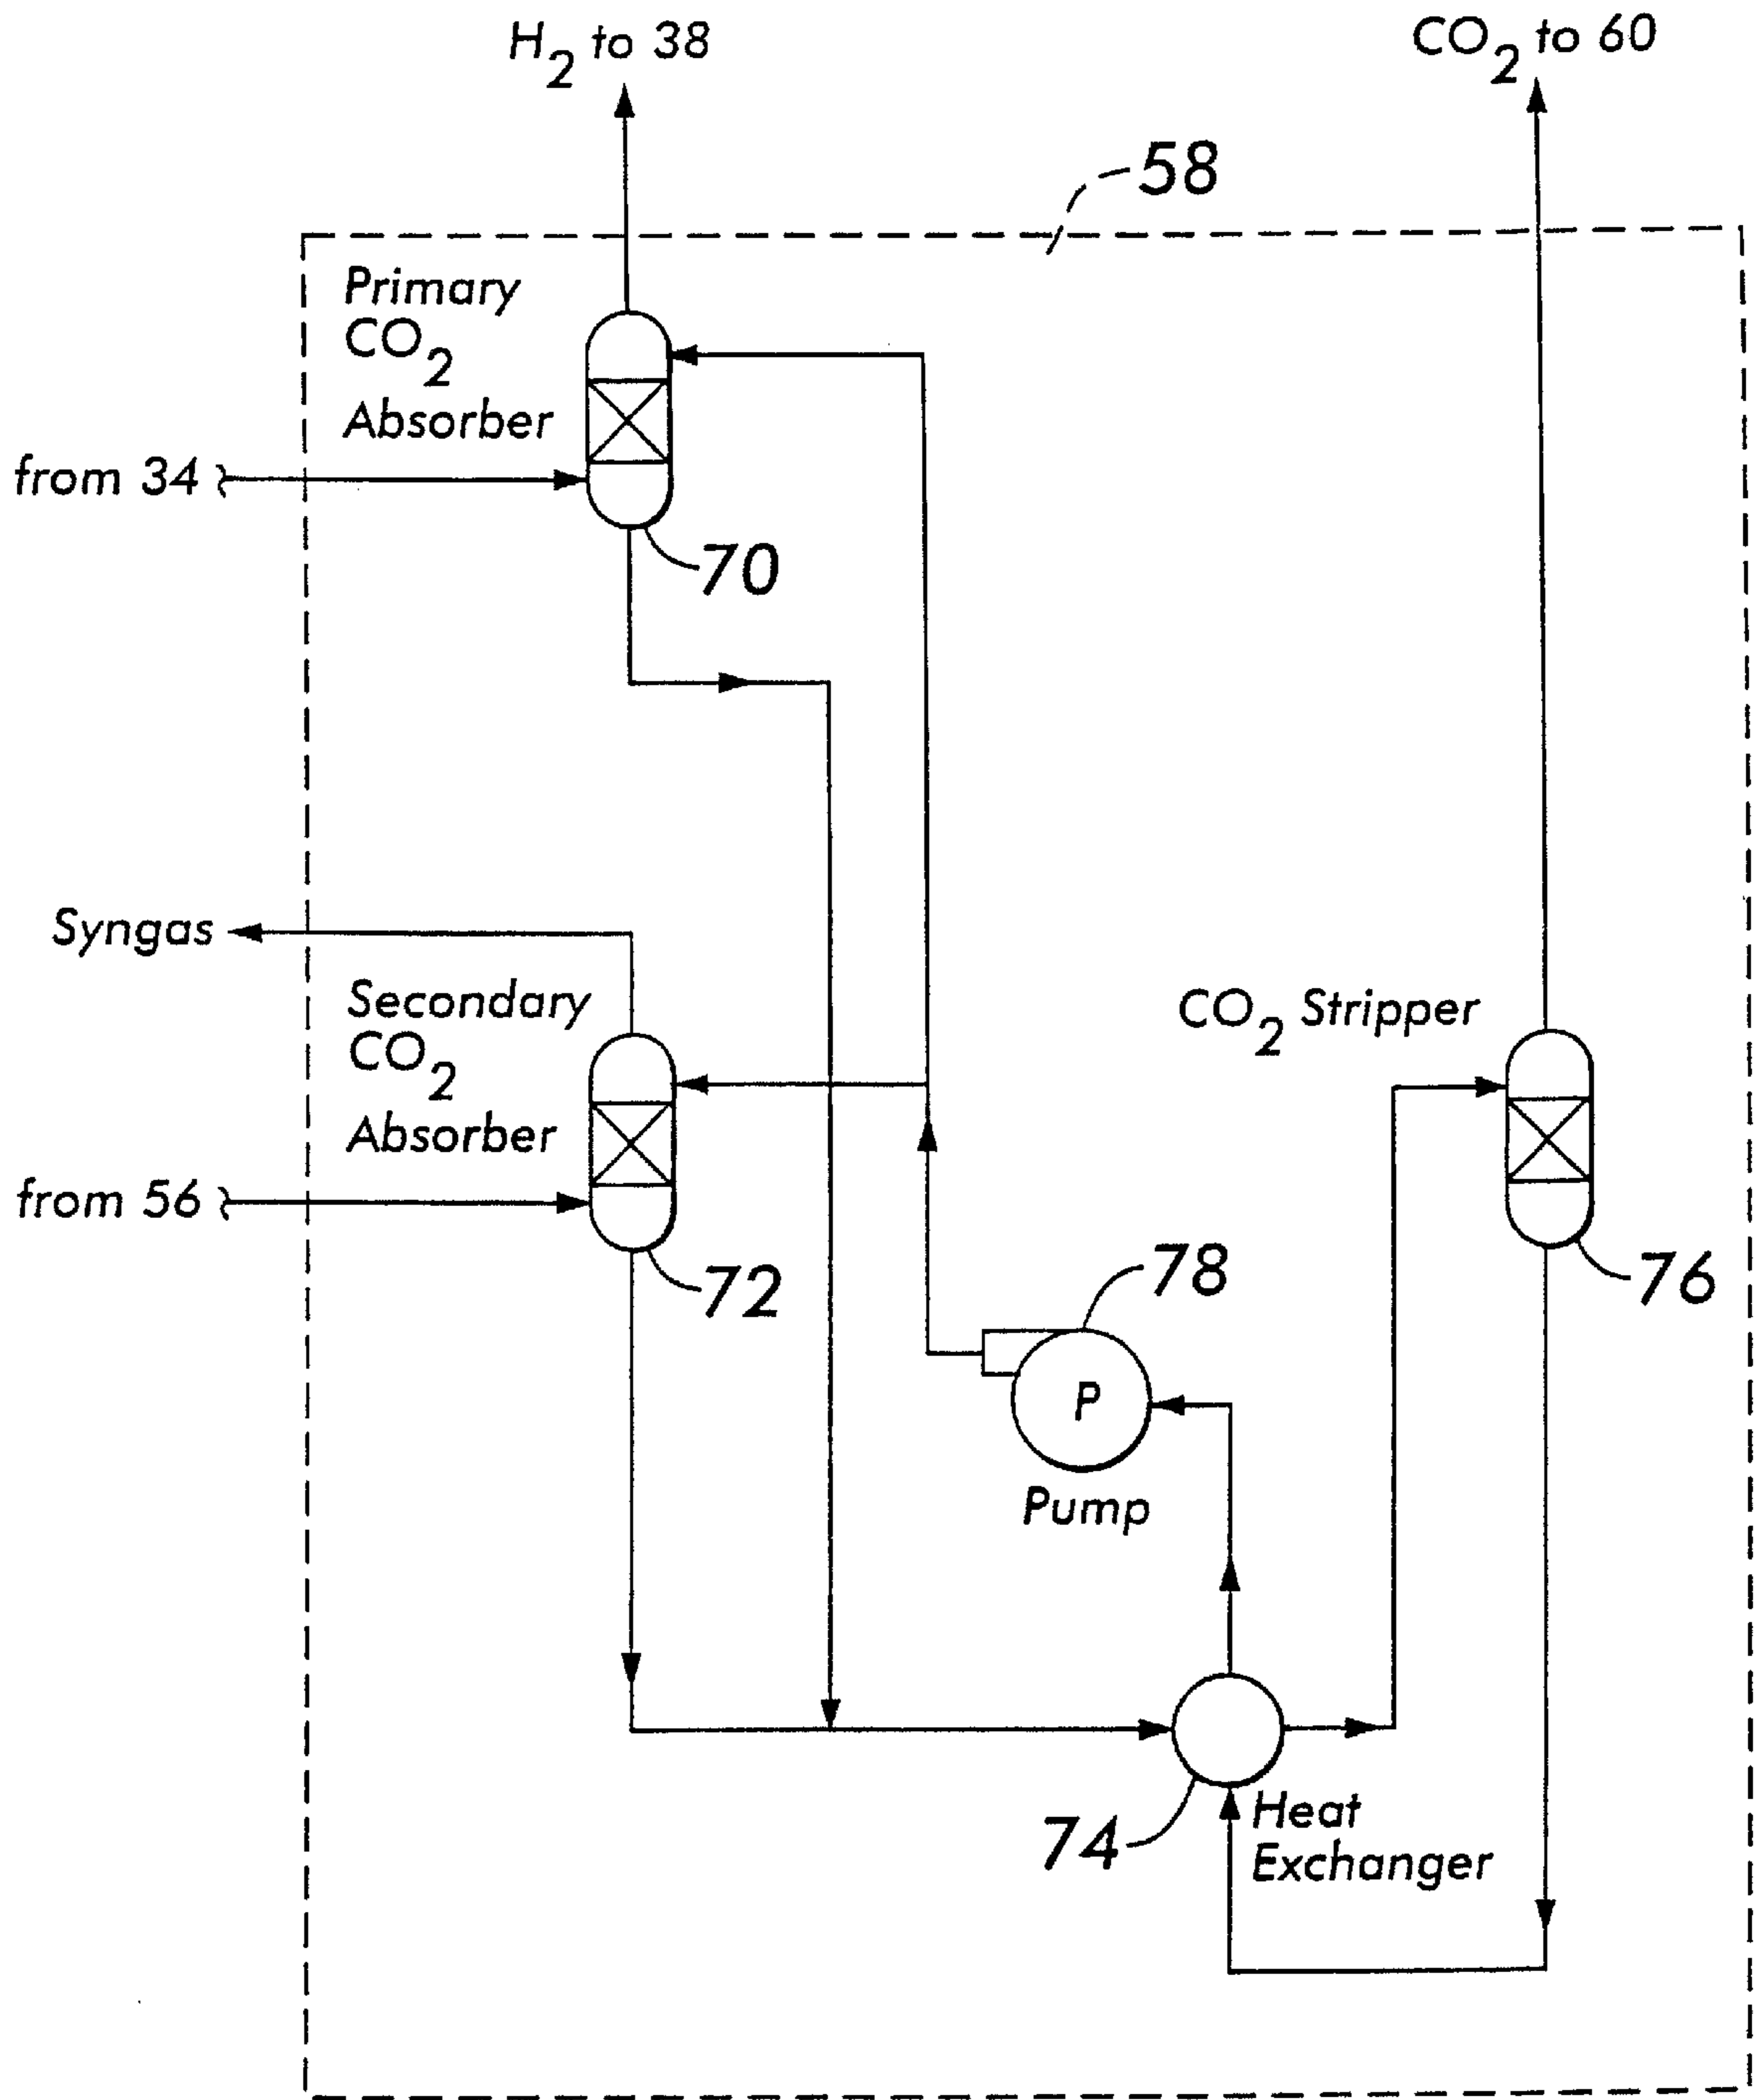 H2 to 38
CO2 to 60
58
Primary
CO2
Absorber
from 34
70
Syngas
Secondary
CO2
Absorber
CO2 Stripper
from 56
72
78
76
P
Pump
74
Heat
Exchanger